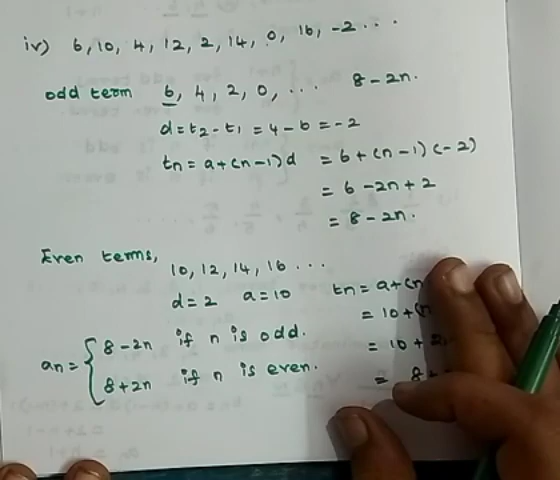 iv) 6, 10, 4, 12, 2, 14, 0, 16, -2 ...
odd term 6, 4, 2, 0, ... 8-2n.
d = t2 - t1 = 4 - 6 = -2
tn = a + (n-1)d = 6 + (n-1) (-2)
= 6 - 2n + 2
= 8 - 2n.
Even terms,
10, 12, 14, 16 ...
d = 2 a = 10 tn = a + (n
= 10 + (n
an = { 8-2n if n is odd.
= 10 + 2
8+2n if n is even.
= 8 +